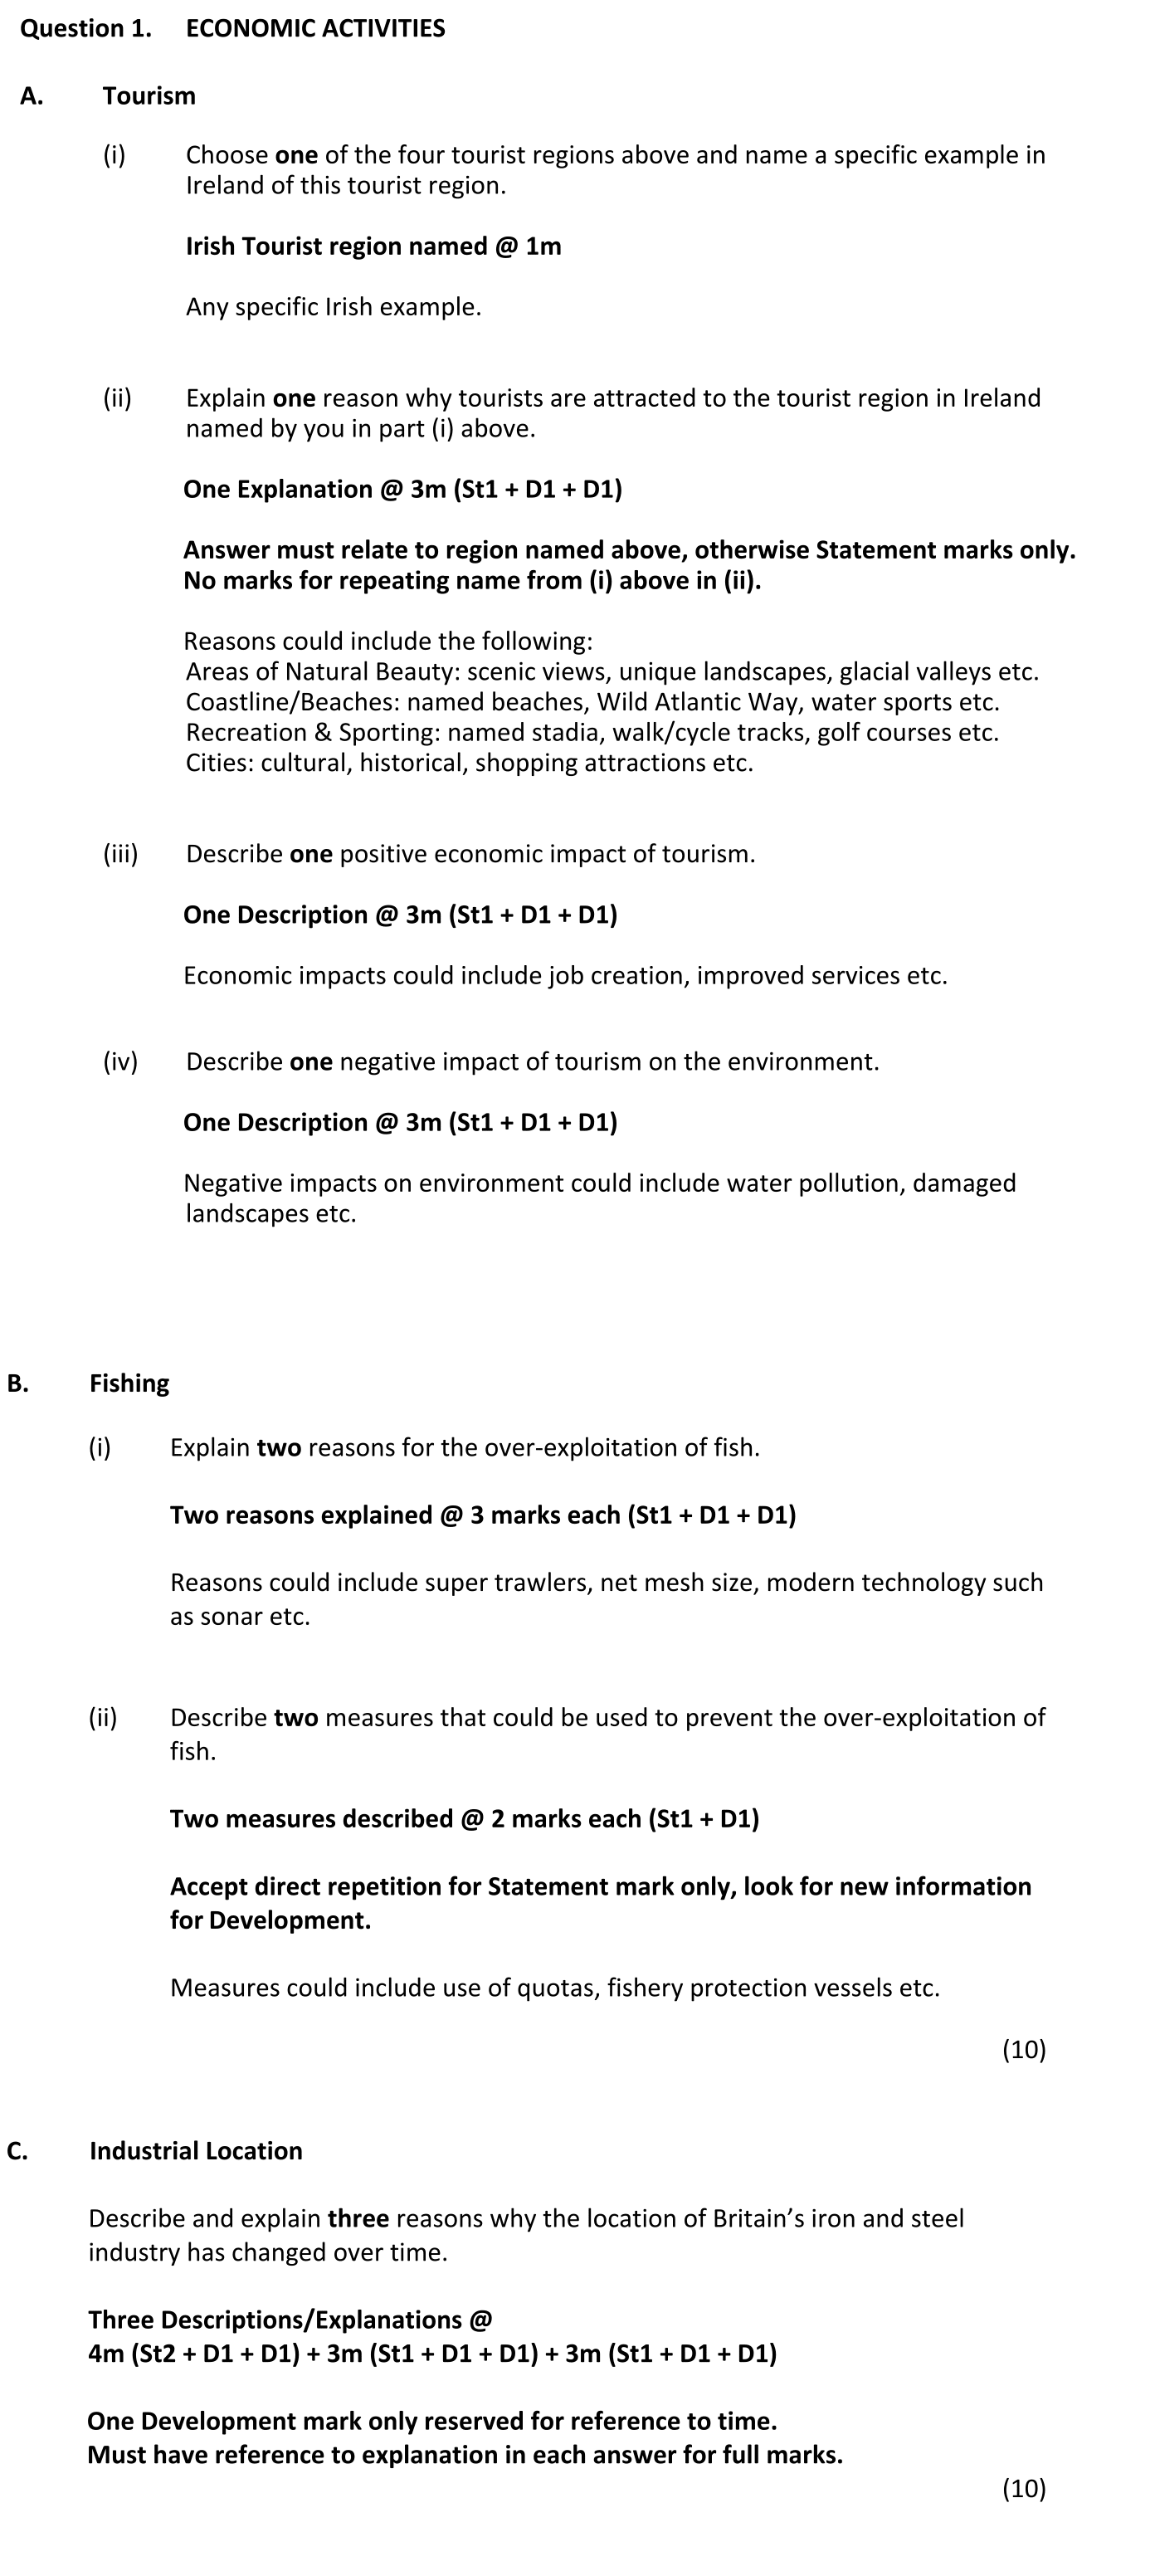 Question 1. ECONOMIC ACTIVITIES
A. Tourism
(i) Choose one of the four tourist regions above and name a specific example in
Ireland of this tourist region.
Irish Tourist region named @ 1m
Any specific Irish example.
(ii) Explain one reason why tourists are attracted to the tourist region in Ireland
named by you in part (i) above.
One Explanation @ 3m (St1 + D1 + D1)
Answer must relate to region named above, otherwise Statement marks only.
No marks for repeating name from (i) above in (ii).
Reasons could include the following:
Areas of Natural Beauty: scenic views, unique landscapes, glacial valleys etc.
Coastline/Beaches: named beaches, Wild Atlantic Way, water sports etc.
Recreation & Sporting: named stadia, walk/cycle tracks, golf courses etc.
Cities: cultural, historical, shopping attractions etc.
(iii) Describe one positive economic impact of tourism.
One Description @ 3m (St1 + D1 + D1)
Economic impacts could include job creation, improved services etc.
(iv) Describe one negative impact of tourism on the environment.
One Description @ 3m (St1 + D1 + D1)
Negative impacts on environment could include water pollution, damaged
landscapes etc.
B. Fishing
(i) Explain two reasons for the over-exploitation of fish.
Two reasons explained @ 3 marks each (St1 + D1 + D1)
Reasons could include super trawlers, net mesh size, modern technology such
as sonar etc.
(ii) Describe two measures that could be used to prevent the over-exploitation of
fish.
Two measures described @ 2 marks each (St1 + D1)
Accept direct repetition for Statement mark only, look for new information
for Development.
Measures could include use of quotas, fishery protection vessels etc.
(10)
C. Industrial Location
Describe and explain three reasons why the location of Britain’s iron and steel
industry has changed over time.
Three Descriptions/Explanations @
4m (St2 + D1 + D1) + 3m (St1 + D1 + D1) + 3m (St1 + D1 + D1)
One Development mark only reserved for reference to time.
Must have reference to explanation in each answer for full marks.
(10)